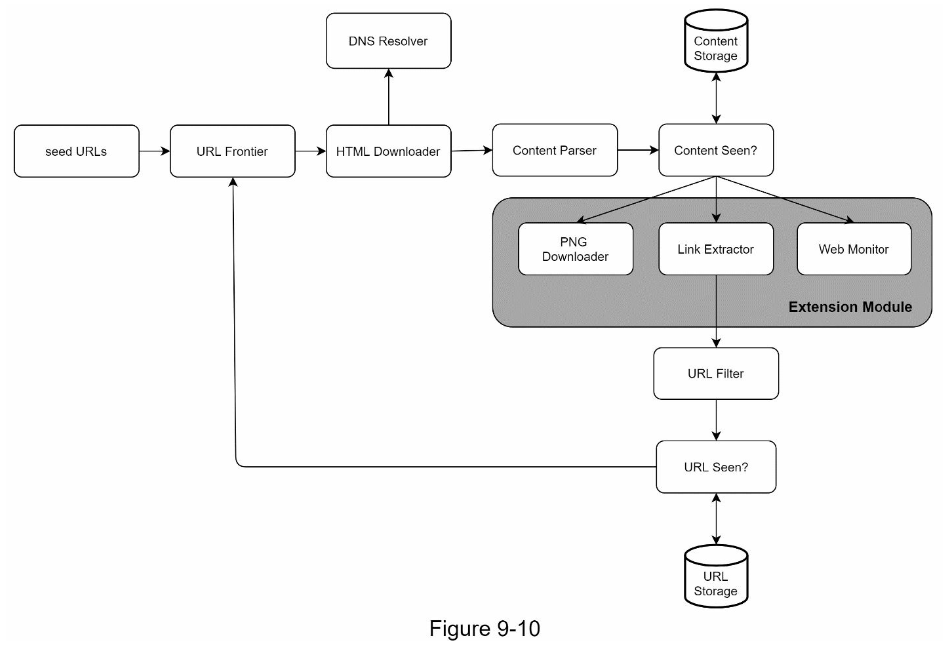 DNS Resolver
Content
Storage
seed URLs
URL Frontier
HTML Downloader
Content Parser
Content Seen?
PNG
Downloader
Link Extractor
Web Monitor
Extension Module
URL Filter
URL Seen?
URL
Storage
Figure 9-10